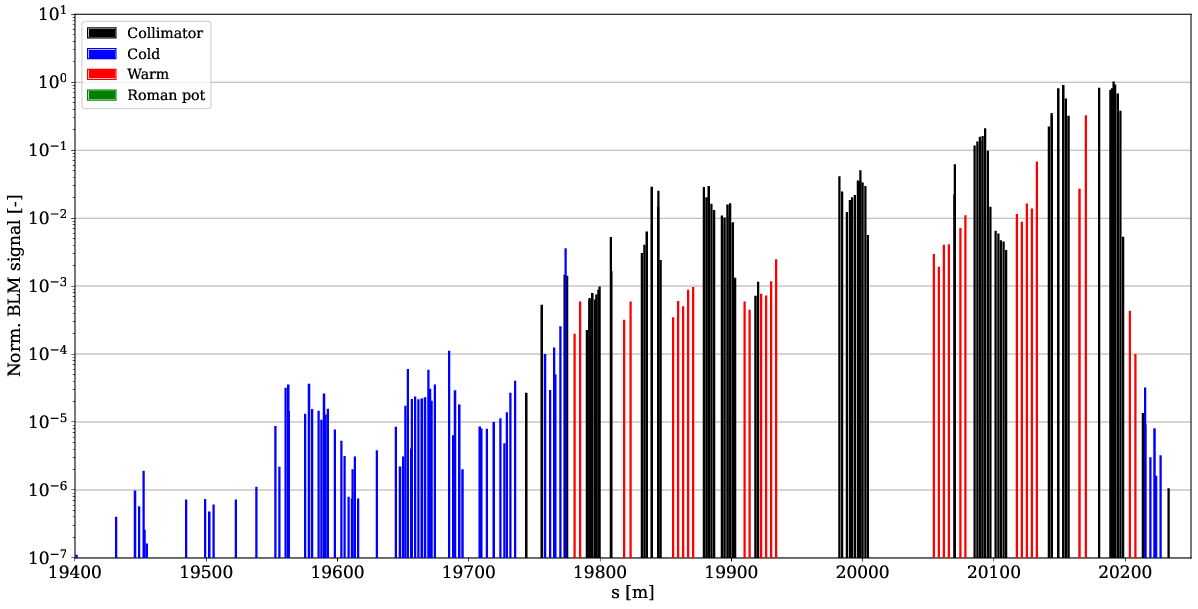 10^1
10^0
10^-1
10^-2
10^-3
10^-4
10^-5
10^-6
10^-7
Norm. BLM signal [-]
Collimator
Cold
Warm
Roman pot
19400 19500 19600 19700 19800 19900 20000 20100 20200
s [m]